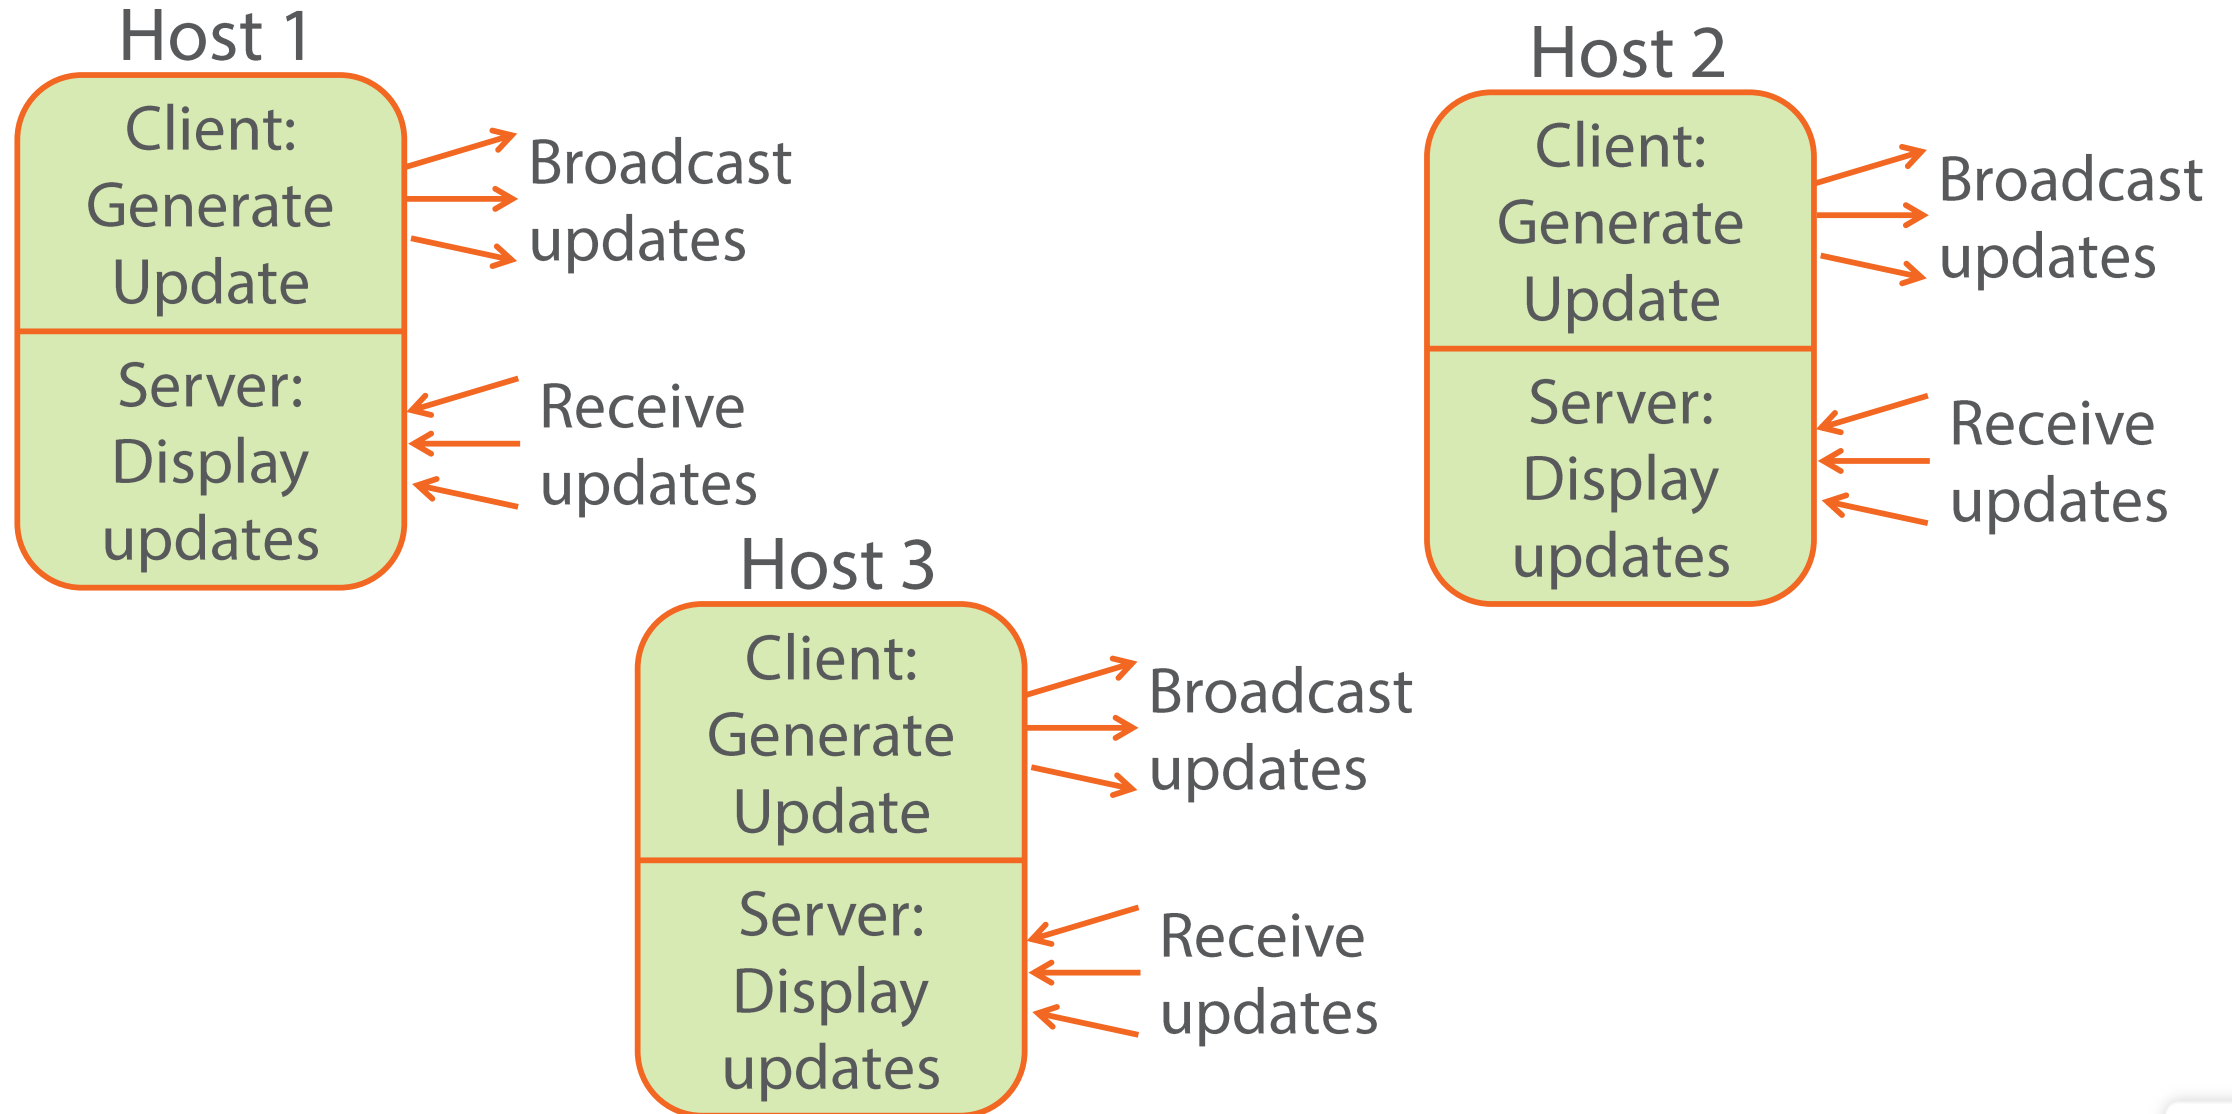 Host 1
Client:
Generate
Update
Broadcast
updates
Server:
Display
updates
Receive
updates
Host 2
Client:
Generate
Update
Broadcast
updates
Server:
Display
updates
Receive
updates
Host 3
Client:
Generate
Update
Broadcast
updates
Server:
Display
updates
Receive
updates